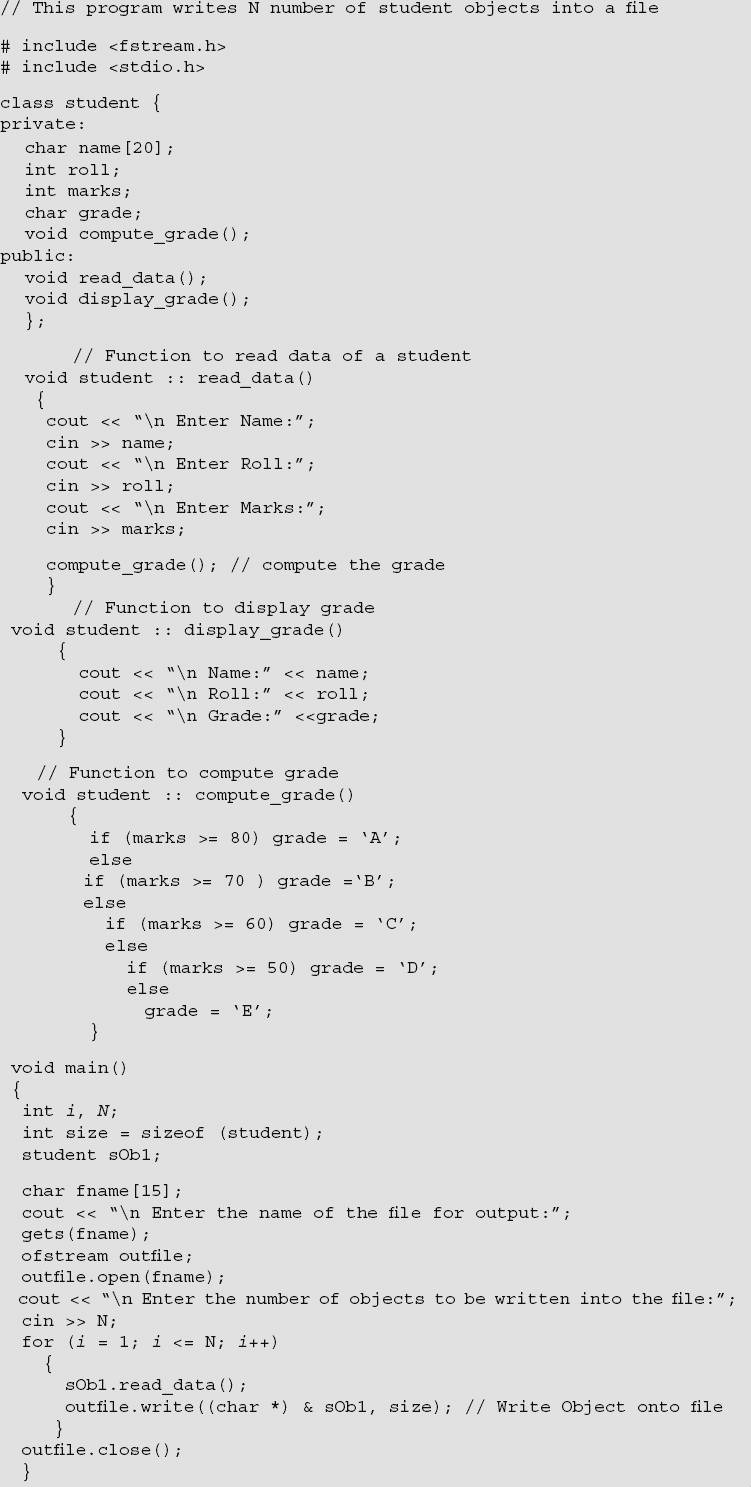 // This program writes N number of student objects into a file
# include <fstream.h>
# include <stdio.h>
class student {
private:
char name[20];
int roll;
int marks;
char grade;
void compute_grade();
public:
void read_data();
void display_grade();
};
// Function to read data of a student
void student :: read_data()
{
cout << “\n Enter Name:”;
cin >> name;
cout << “\n Enter Roll:”;
cin >> roll;
cout << “\n Enter Marks:”;
cin >> marks;
compute_grade(); // compute the grade
}
// Function to display grade
void student :: display_grade()
{
cout << “\n Name:” << name;
cout << “\n Roll:” << roll;
cout << “\n Grade:” <<grade;
}
// Function to compute grade
void student :: compute_grade()
{
if (marks >= 80) grade = ‘A’;
else
if (marks >= 70 ) grade =‘B’;
else
if (marks >= 60) grade = ‘C’;
else
if (marks >= 50) grade = ‘D’;
else
grade = ‘E’;
}
void main()
{
int i, N;
int size = sizeof (student);
student sOb1;
char fname[15];
cout << “\n Enter the name of the file for output:”;
gets(fname);
ofstream outfile;
outfile.open(fname);
cout << “\n Enter the number of objects to be written into the file:”;
cin >> N;
for (i = 1; i <= N; i++)
{
sOb1.read_data();
outfile.write((char *) & sOb1, size); // Write Object onto file
}
outfile.close();
}